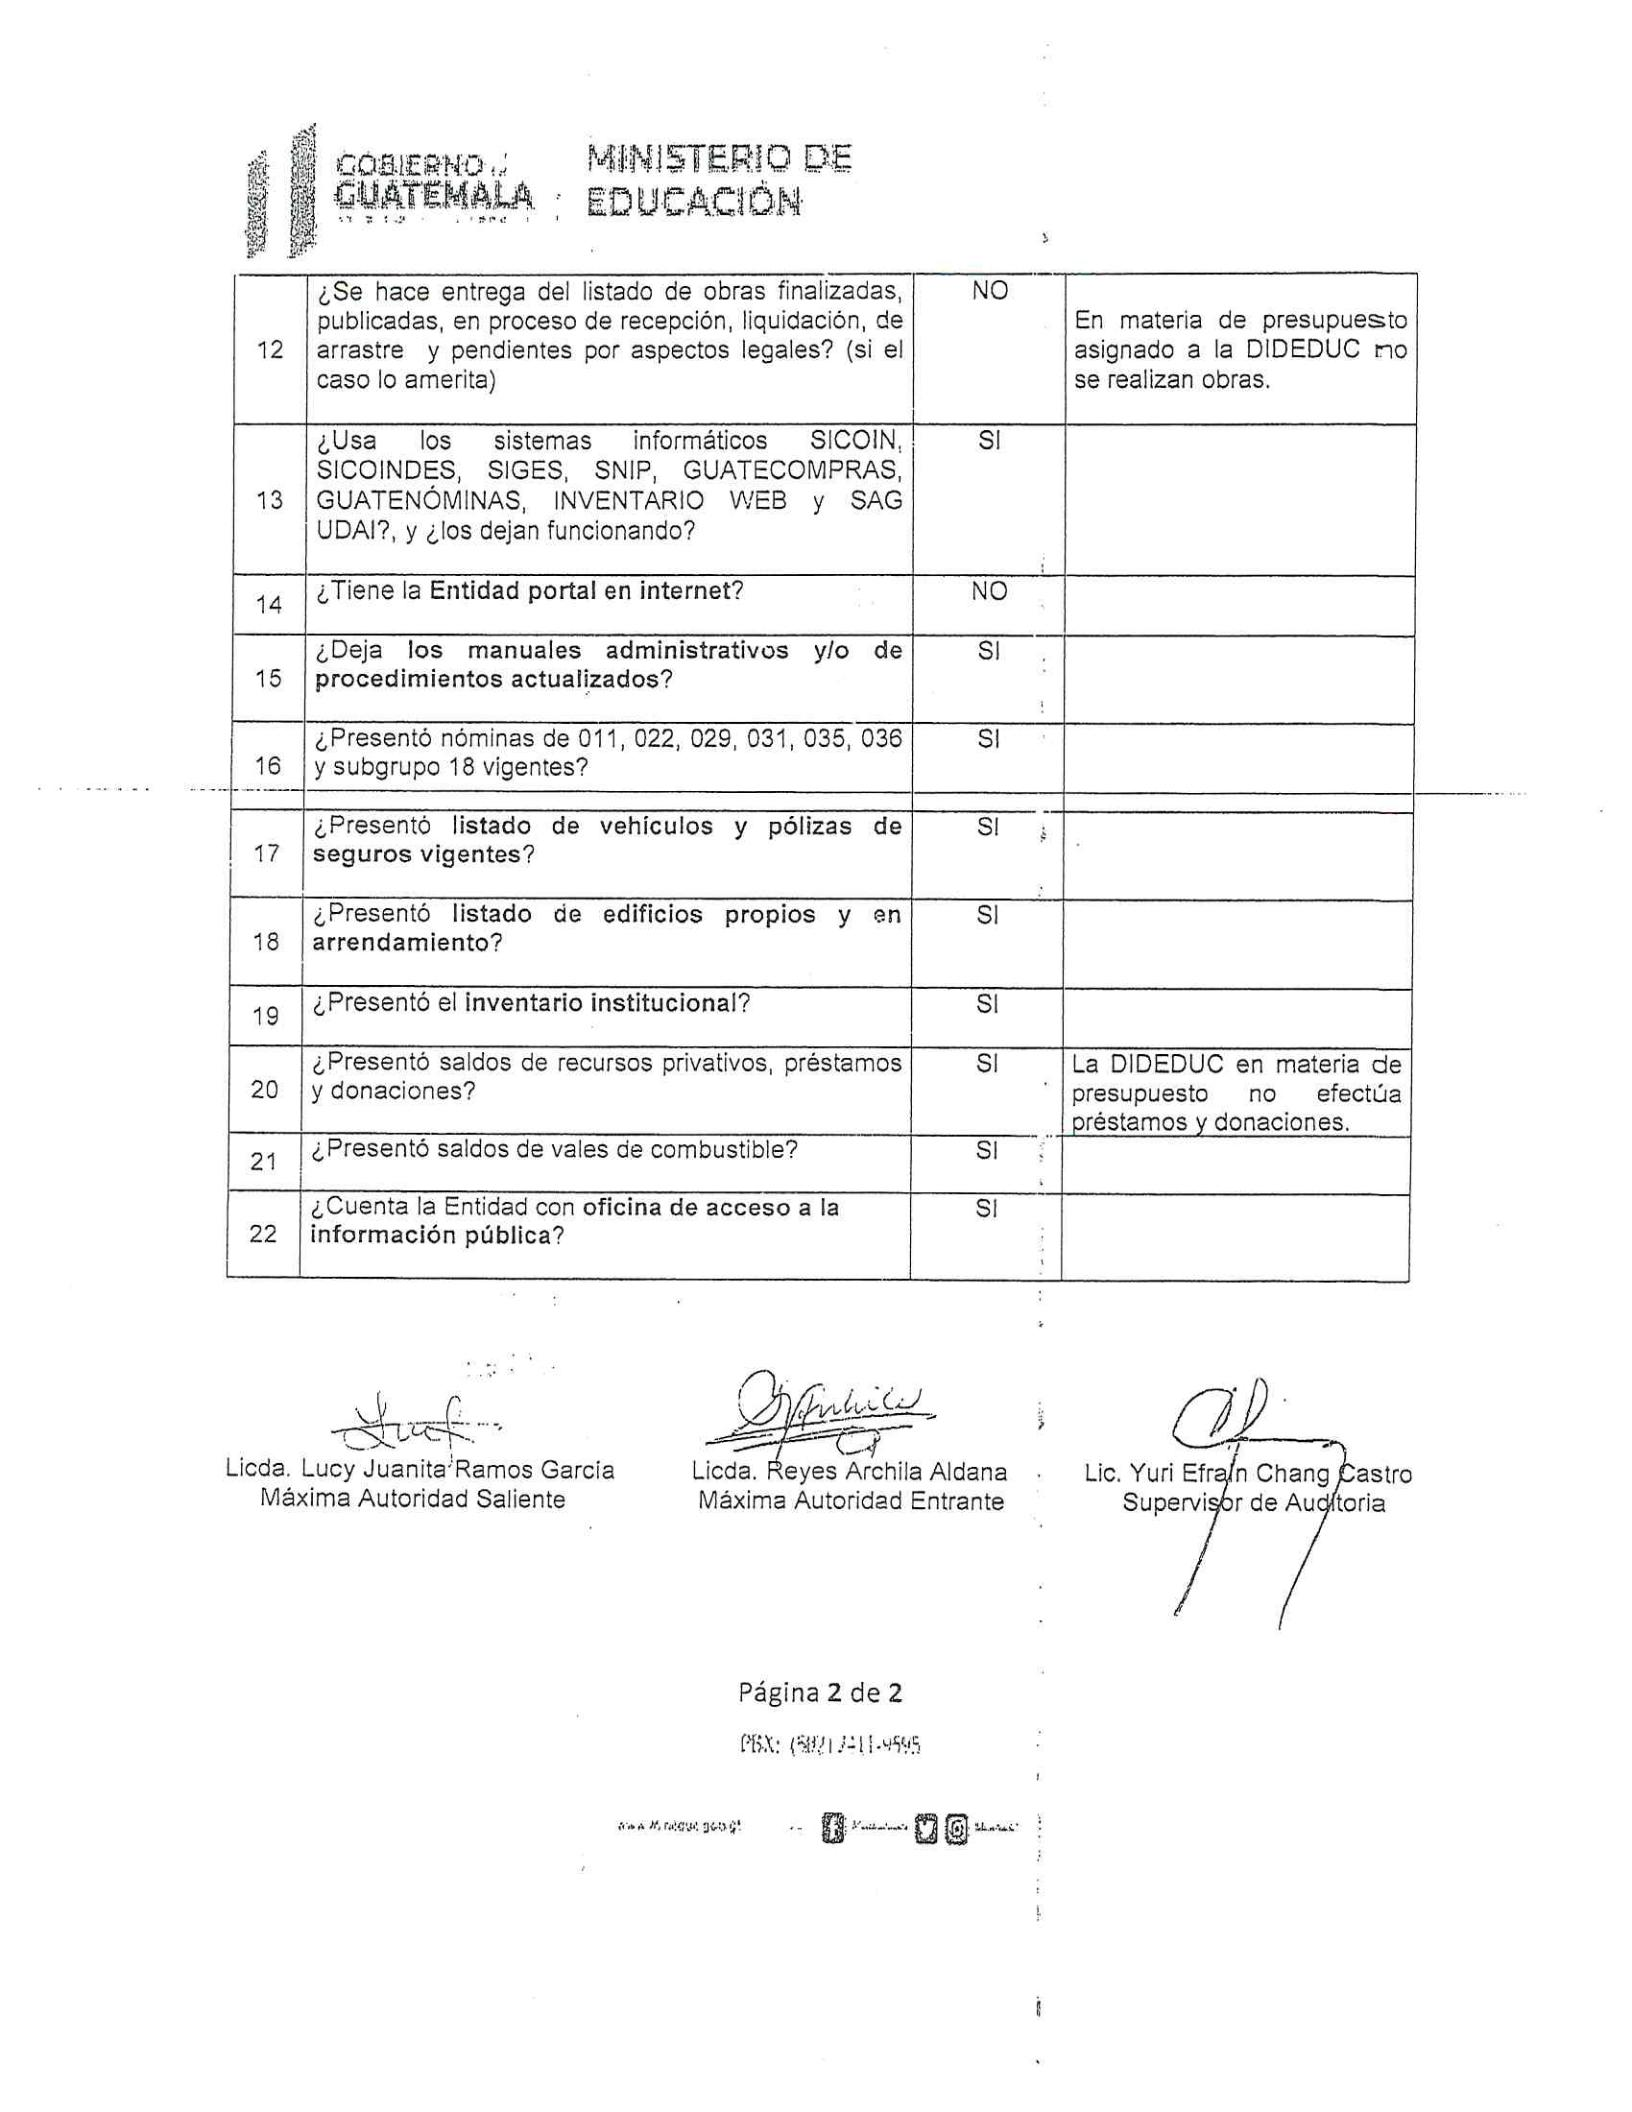 GOBIERNO
GUATEMALA
MINISTERIO DE
EDUCACIÓN
12
¿Se hace entrega del listado de obras finalizadas,
publicadas, en proceso de recepción, liquidación, de
arrastre y pendientes por aspectos legales? (si el
caso lo amerita)
NO
En materia de presupuesto
asignado a la DIDEDUC no
se realizan obras.
13
¿Usa los sistemas informáticos SICOIN,
SICOINDES, SIGES, SNIP, GUATECOMPRAS,
GUATENÓMINAS, INVENTARIO WEB y SAG
UDAI?, y ¿los dejan funcionando?
SI
14
¿Tiene la Entidad portal en internet?
NO
15
¿Deja los manuales administrativos y/o de
procedimientos actualizados?
SI
16
¿Presentó nóminas de 011, 022, 029, 031, 035, 036
y subgrupo 18 vigentes?
SI
17
¿Presentó listado de vehículos y pólizas de
seguros vigentes?
SI
18
¿Presentó listado de edificios propios y en
arrendamiento?
SI
19
¿Presentó el inventario institucional?
SI
20
¿Presentó saldos de recursos privativos, préstamos
y donaciones?
SI
La DIDEDUC en materia de
presupuesto no efectúa
préstamos y donaciones.
21
¿Presentó saldos de vales de combustible?
SI
22
¿Cuenta la Entidad con oficina de acceso a la
información pública?
SI
Licda. Lucy Juanita Ramos García
Máxima Autoridad Saliente
Licda. Reyes Archila Aldana
Máxima Autoridad Entrante
Lic. Yuri Efraín Chang Castro
Supervisor de Auditoria
Página 2 de 2
PBX: